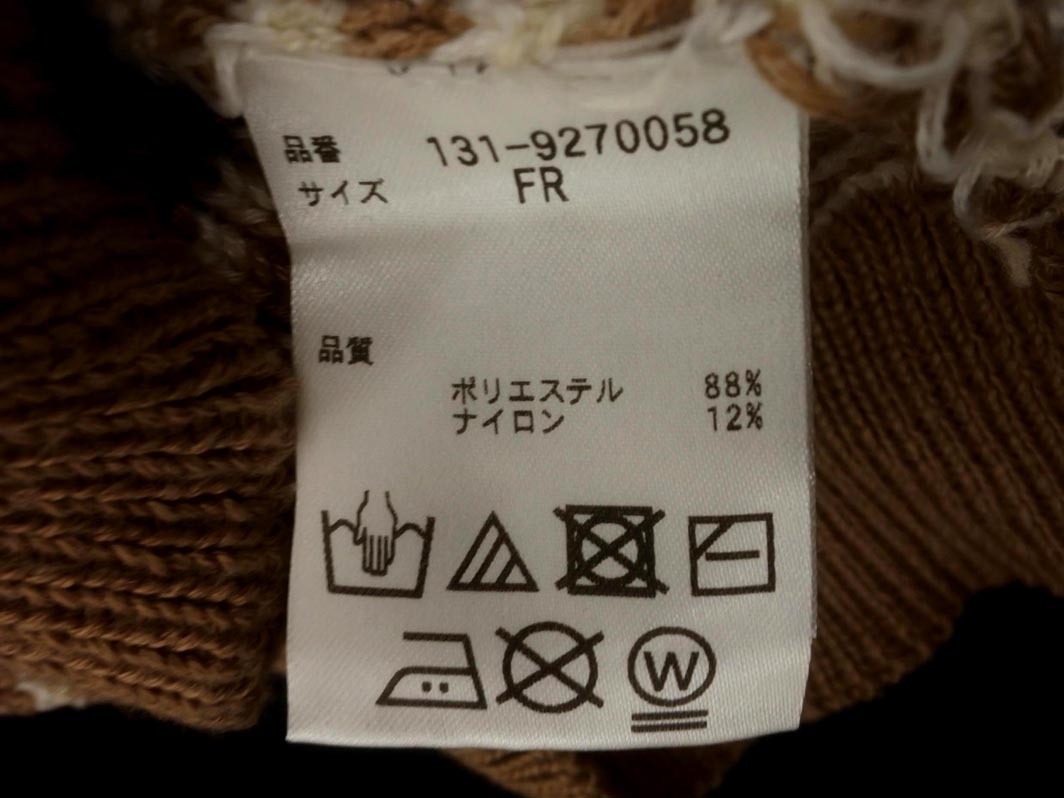 品番 131-9270058
サイズ FR
品質
ポリエステル 88%
ナイロン 12%
W